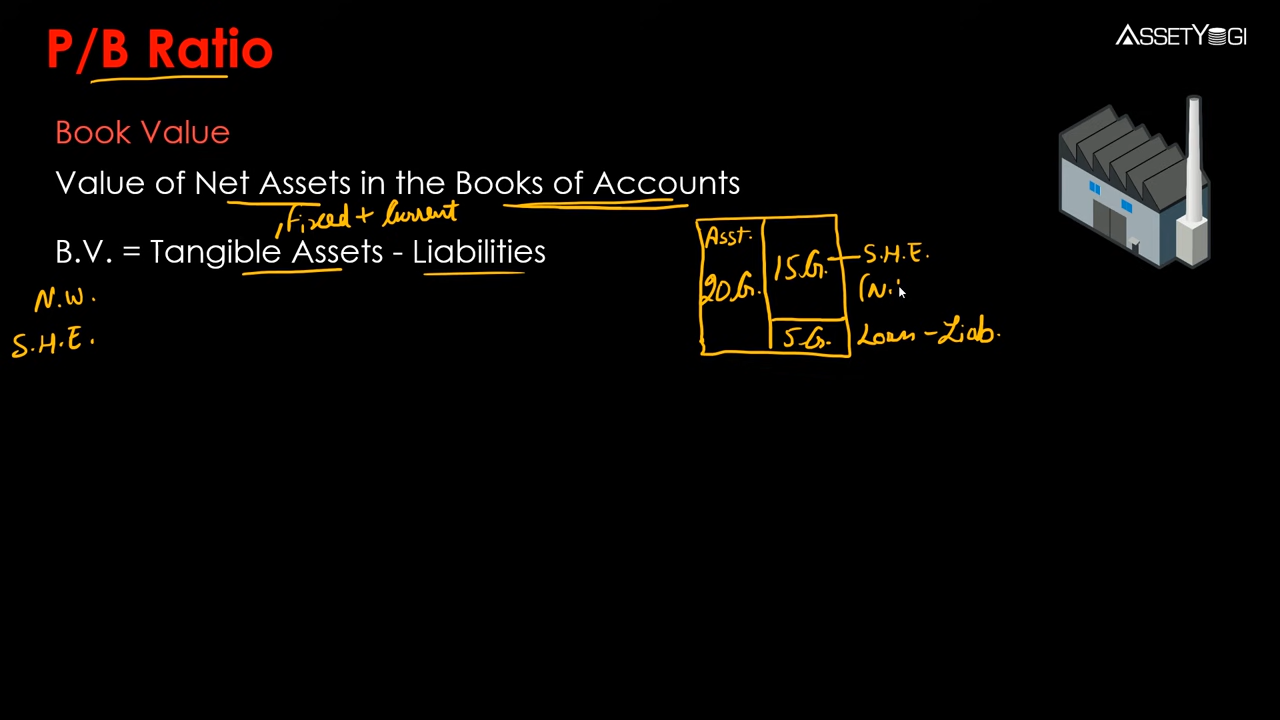 P/B Ratio
ASSETYOGI
Book Value
Value of Net Assets in the Books of Accounts
Fixed + Current
B.V. = Tangible Assets - Liabilities
N.W.
S.H.E.
Asst.
20 Cr.
15 Cr.
S.H.E.
(N.
5 Cr.
Loan - Liab.